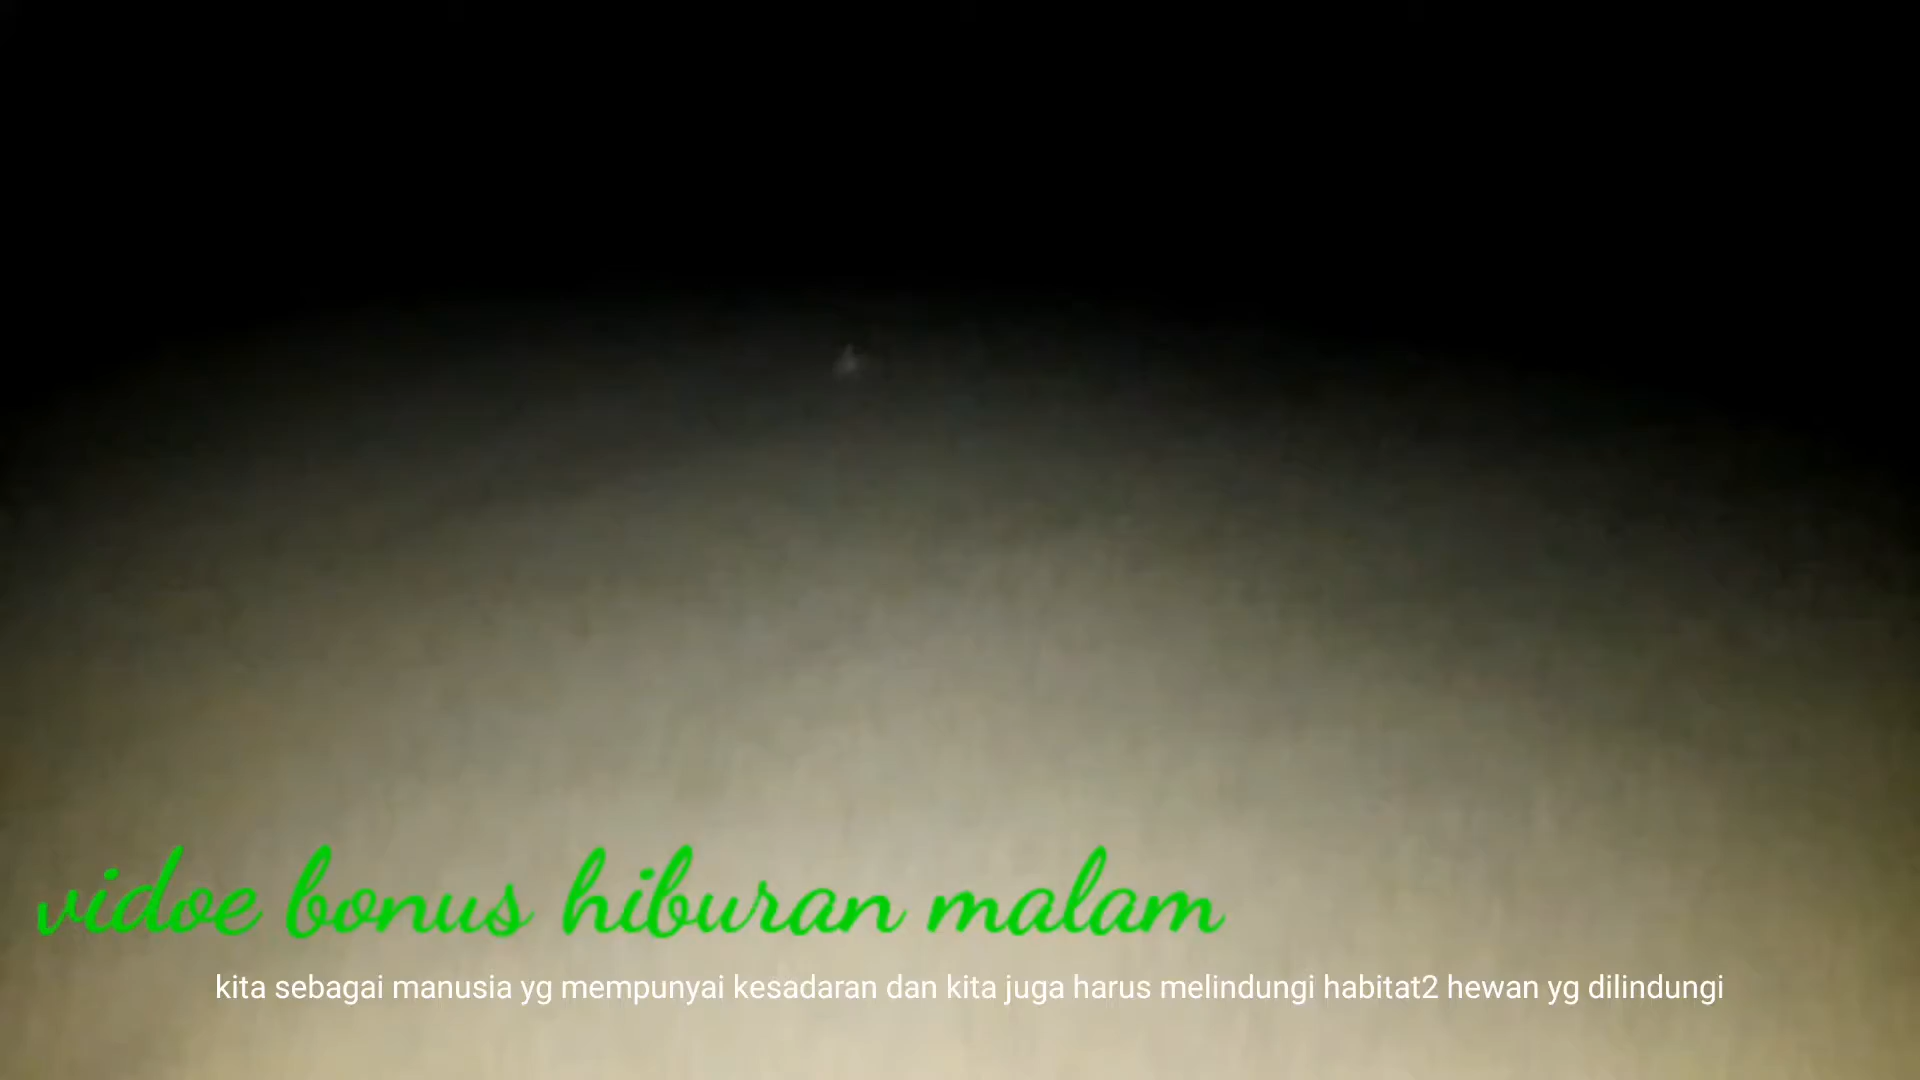 vidoe bonus hiburan malam
kita sebagai manusia yg mempunyai kesadaran dan kita juga harus melindungi habitat2 hewan yg dilindungi